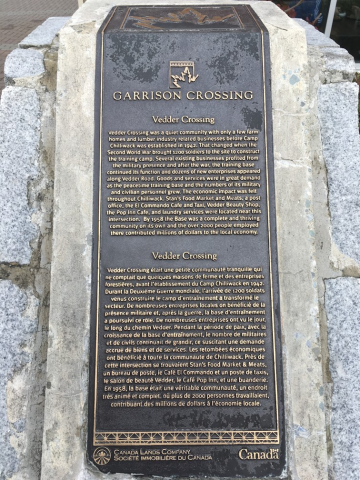 GARRISON CROSSING
Vedder Crossing
Vedder Crossing was a quiet community with only a few farm
homes and lumber industry related businesses before Camp
Chilliwack was established in 1942. That changed when the
Second World War brought 1200 soldiers to the site to construct
the training camp. Several existing businesses profited from
the military presence and after the war, the training base
continued its function and dozens of new enterprises appeared
along Vedder Road. Goods and services were in great demand
as the peacetime training base and the numbers of its military
and civilian personnel grew. The economic impact was felt
throughout Chilliwack. Stan's Food Market and Meats, a post
office, the El Commando Cafe and Taxi, Vedder Beauty Shop,
the Pop Inn Cafe, and laundry services were located near this
intersection. By 1958 the Base was a complete and thriving
community on its own and the over 2000 people employed
there contributed millions of dollars to the local economy.
Vedder Crossing
Vedder Crossing était une petite communauté tranquille qui
ne comptait que quelques maisons de ferme et des entreprises
forestières, avant l'établissement du Camp Chilliwack en 1942.
Durant la Deuxième Guerre mondiale, l'arrivée de 1200 soldats
venus construire le camp d'entraînement a transformé le
secteur. De nombreuses entreprises locales on bénéficié de la
présence militaire et, après la guerre, la base d'entraînement
a poursuivi ce role. De nombreuses entreprises ont vu le jour
le long du chemin Vedder. Pendant la période de paix, avec la
croissance de la base d'entraînement, le nombre de militaires
et de civils continua de grandir, ce suscitant une demande
accrue de biens et de services. Les retombées économiques
ont bénéficié à toute la communauté de Chilliwack. Près de
cette intersection se trouvaient Stan's Food Market & Meats,
un bureau de poste, le Café El Commando et un poste de taxis,
le salon de beauté Vedder, le Café Pop Inn, et une buanderie.
En 1958, la base était une véritable communauté, un endroit
très animé et complet, où plus de 2000 personnes travaillaient,
contribuant des millions de dollars à l'économie locale.
CANADA LANDS COMPANY
SOCIÉTÉ IMMOBILIÈRE DU CANADA
Canada